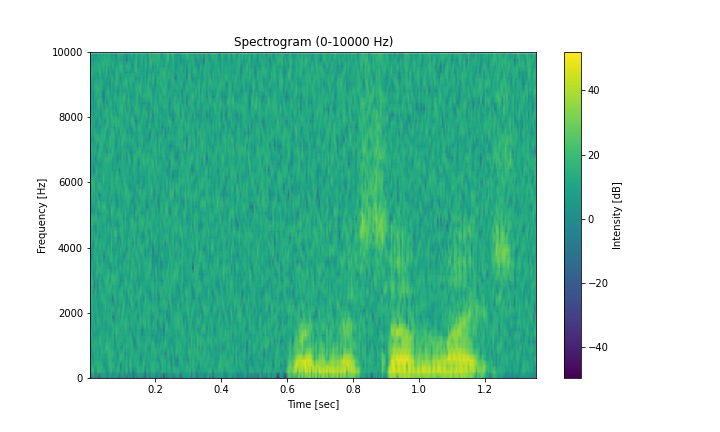 Spectrogram (0-10000 Hz)
10000
8000
6000
4000
2000
0
Frequency [Hz]
0.2 0.4 0.6 0.8 1.0 1.2
Time [sec]
40
20
0
−20
−40
Intensity [dB]